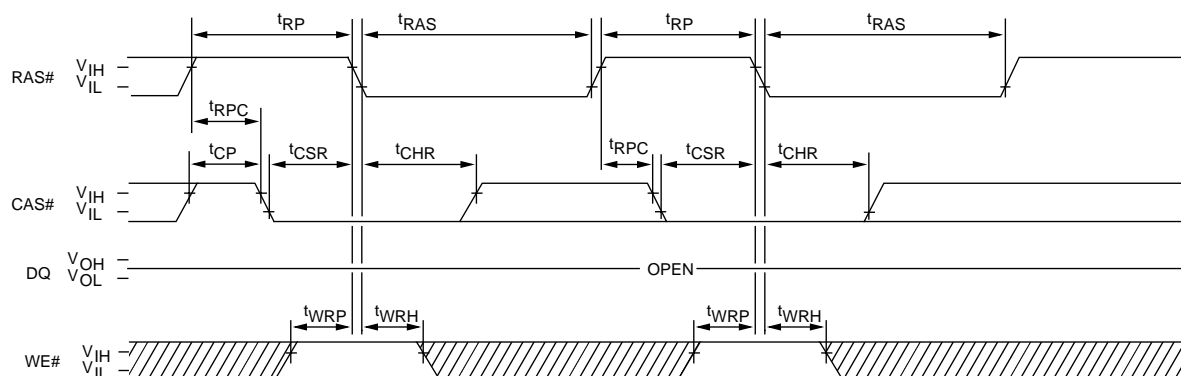 tRP tRAS tRP tRAS
RAS# VIH
VIL
tRPC
tCP tCSR tCHR tRPC tCSR tCHR
CAS# VIH
VIL
DQ VOH
VOL
OPEN
tWRP tWRH tWRP tWRH
WE# VIH
VIL